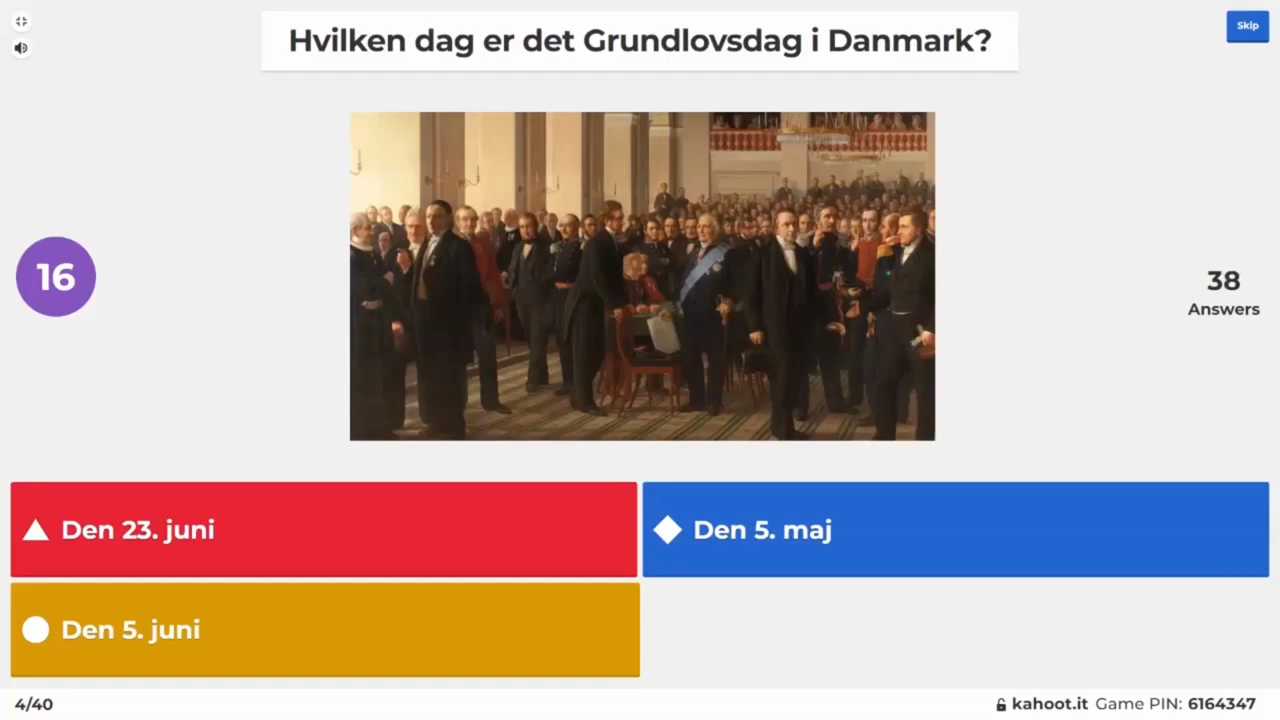 Hvilken dag er det Grundlovsdag i Danmark?
Skip
16
38
Answers
Den 23. juni
Den 5. maj
Den 5. juni
4/40
kahoot.it Game PIN: 6164347